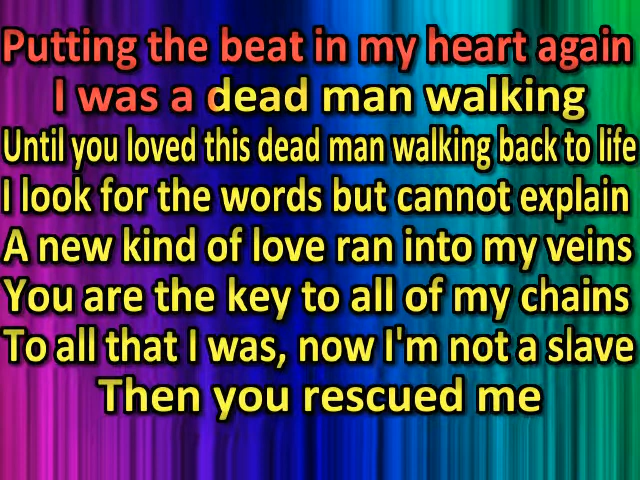 Putting the beat in my heart again
I was a dead man walking
Until you loved this dead man walking back to life
I look for the words but cannot explain
A new kind of love ran into my veins
You are the key to all of my chains
To all that I was, now I'm not a slave
Then you rescued me